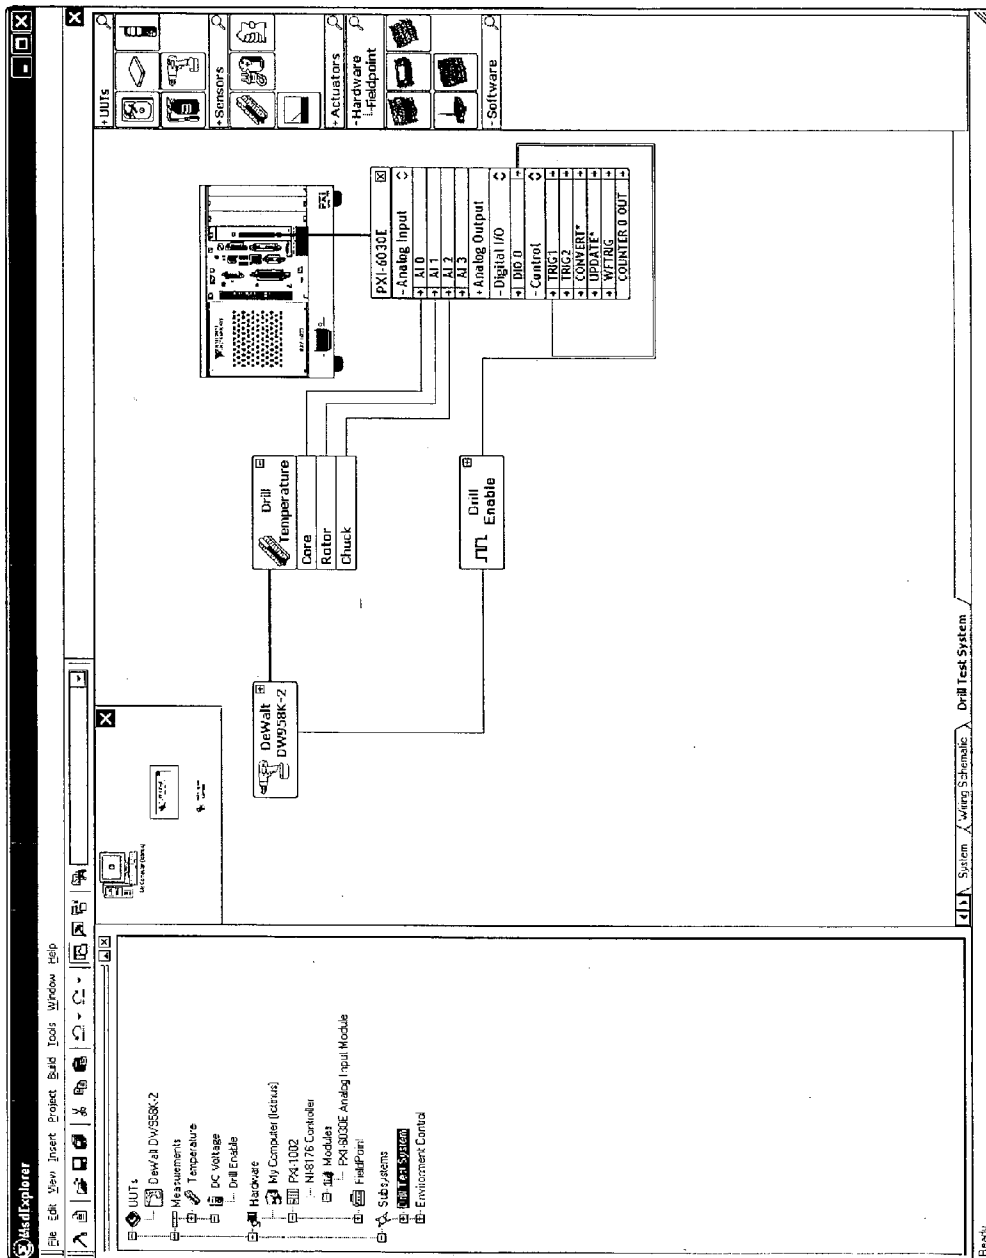 MsdExplorer
File Edit View Insert Project Build Tools Window Help
UUTs
DeWalt DW958K-2
Measurements
Temperature
DC Voltage
Drill Enable
Hardware
My Computer (Icarus)
PXI-1002
NI-8176 Controller
Modules
PXI-6030E Analog Input Module
FieldPoint
Subsystems
Drill Test System
Environment Control
DeWalt
DW958K-2
Drill
Temperature
Core
Rotor
Chuck
Drill
Enable
PXI
PXI-6030E
- Analog Input
AI 0
AI 1
AI 2
AI 3
+ Analog Output
- Digital I/O
DIO 0
- Control
TRIG1
TRIG2
CONVERT*
UPDATE*
WFTRIG
COUNTER 0 OUT
+ UUTs
+ Sensors
+ Actuators
- Hardware
- Fieldpoint
- Software
System
Wiring Schematic
Drill Test System
Ready